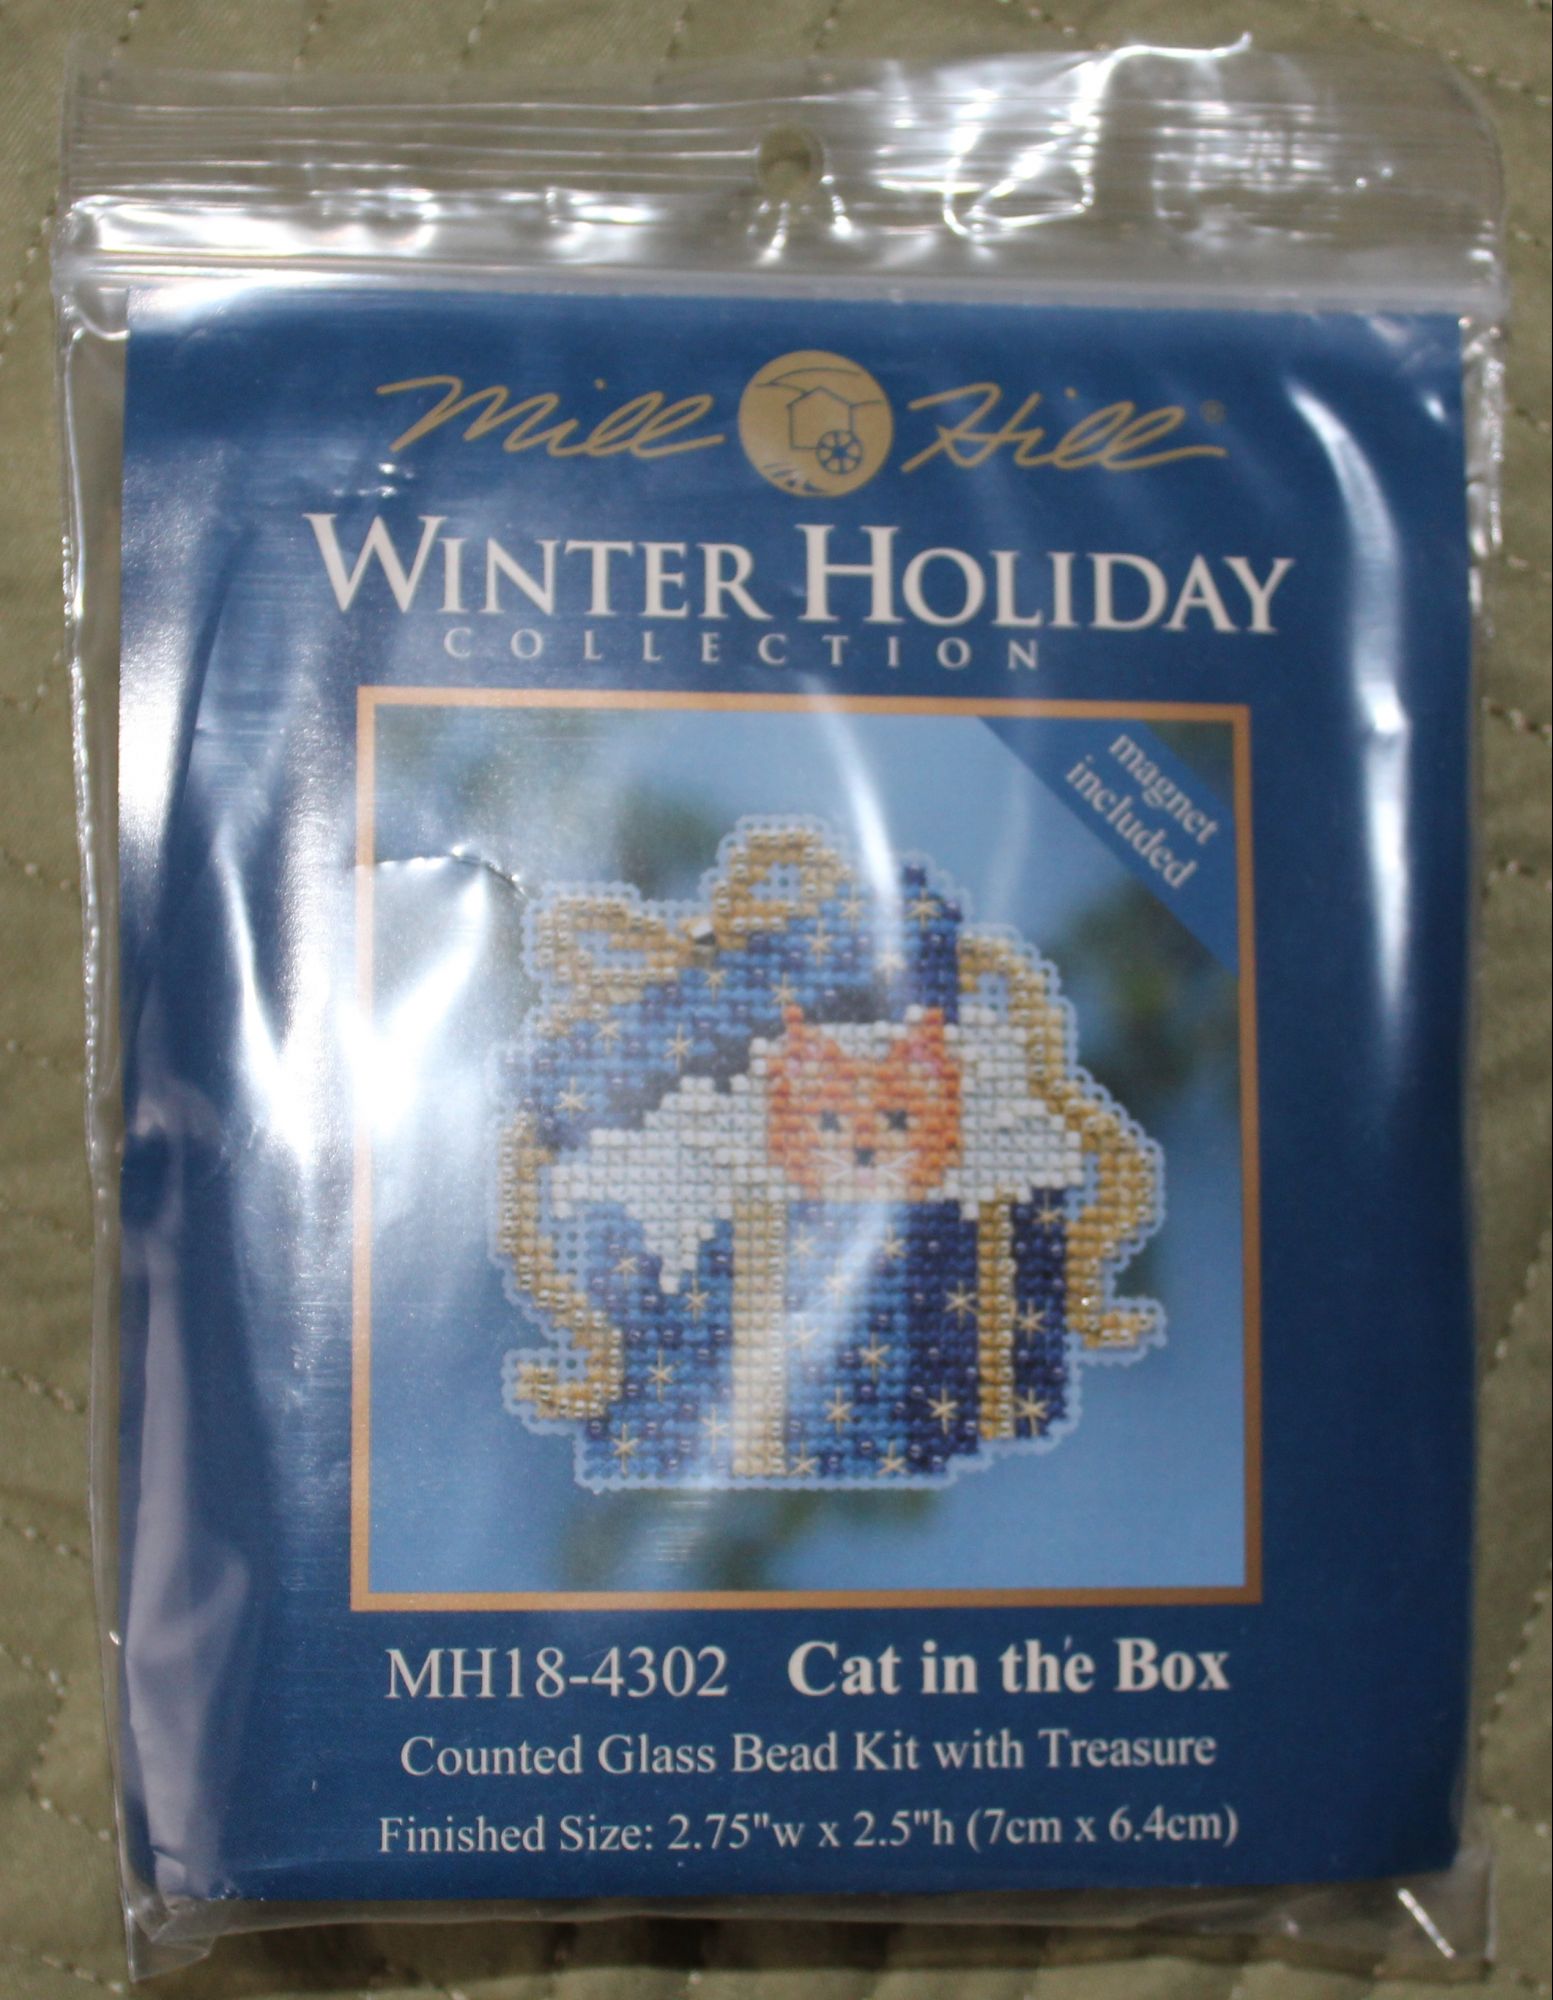 Mill Hill®
WINTER HOLIDAY
COLLECTION
magnet
included
MH18-4302 Cat in the Box
Counted Glass Bead Kit with Treasure
Finished Size: 2.75"w x 2.5"h (7cm x 6.4cm)